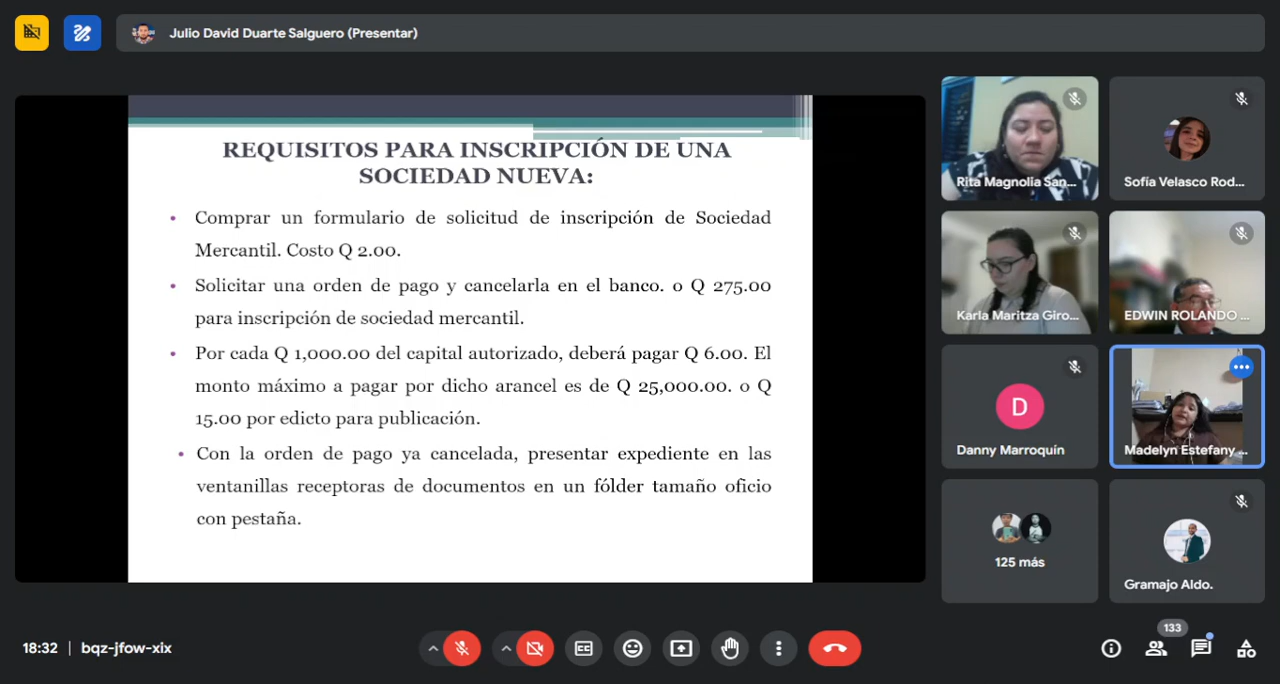 Julio David Duarte Salguero (Presentar)
REQUISITOS PARA INSCRIPCIÓN DE UNA
SOCIEDAD NUEVA:
• Comprar un formulario de solicitud de inscripción de Sociedad
Mercantil. Costo Q 2.00.
• Solicitar una orden de pago y cancelarla en el banco. o Q 275.00
para inscripción de sociedad mercantil.
• Por cada Q 1,000.00 del capital autorizado, deberá pagar Q 6.00. El
monto máximo a pagar por dicho arancel es de Q 25,000.00. o Q
15.00 por edicto para publicación.
• Con la orden de pago ya cancelada, presentar expediente en las
ventanillas receptoras de documentos en un fólder tamaño oficio
con pestaña.
Rita Magnolia San...
Sofía Velasco Rod...
Karla Maritza Giro...
EDWIN ROLANDO ...
D
Danny Marroquín
Madelyn Estefany ...
125 más
Gramajo Aldo.
18:32 | bqz-jfow-xix
CC
133